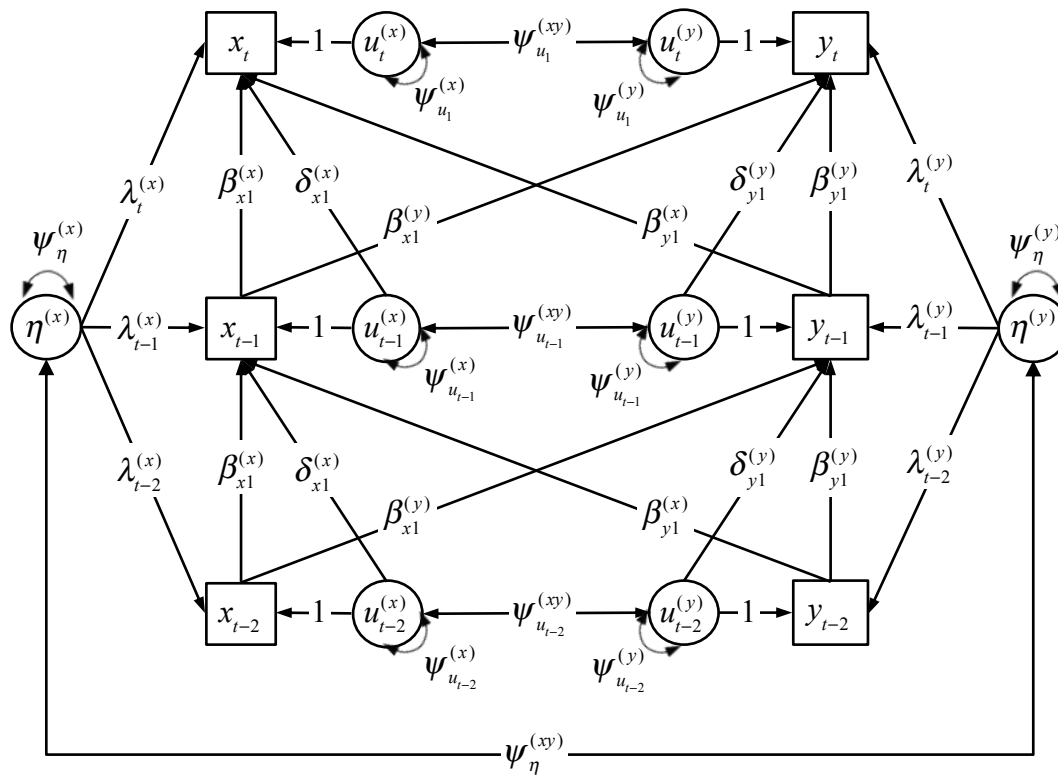 x_t 1 u_t^{(x)} ψ_{u_1}^{(xy)} u_t^{(y)} 1 y_t
ψ_{u_1}^{(x)} ψ_{u_1}^{(y)}
λ_t^{(x)} β_{x1}^{(x)} δ_{x1}^{(x)} δ_{y1}^{(y)} β_{y1}^{(y)} λ_t^{(y)}
β_{x1}^{(y)} β_{y1}^{(x)}
ψ_η^{(x)} ψ_η^{(y)}
η^{(x)} λ_{t-1}^{(x)} x_{t-1} 1 u_{t-1}^{(x)} ψ_{u_{t-1}}^{(xy)} u_{t-1}^{(y)} 1 y_{t-1} λ_{t-1}^{(y)} η^{(y)}
ψ_{u_{t-1}}^{(x)} ψ_{u_{t-1}}^{(y)}
λ_{t-2}^{(x)} β_{x1}^{(x)} δ_{x1}^{(x)} δ_{y1}^{(y)} β_{y1}^{(y)} λ_{t-2}^{(y)}
β_{x1}^{(y)} β_{y1}^{(x)}
x_{t-2} 1 u_{t-2}^{(x)} ψ_{u_{t-2}}^{(xy)} u_{t-2}^{(y)} 1 y_{t-2}
ψ_{u_{t-2}}^{(x)} ψ_{u_{t-2}}^{(y)}
ψ_η^{(xy)}